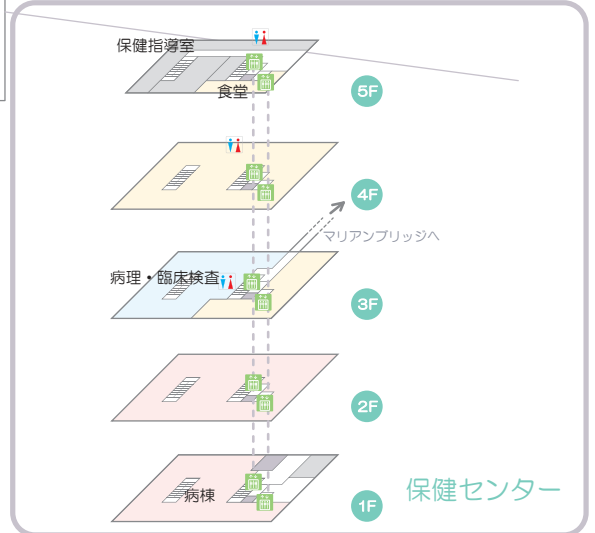 保健指導室
食堂
5F
4F
マリアンブリッジへ
病理・臨床検査
3F
2F
病棟
1F
保健センター